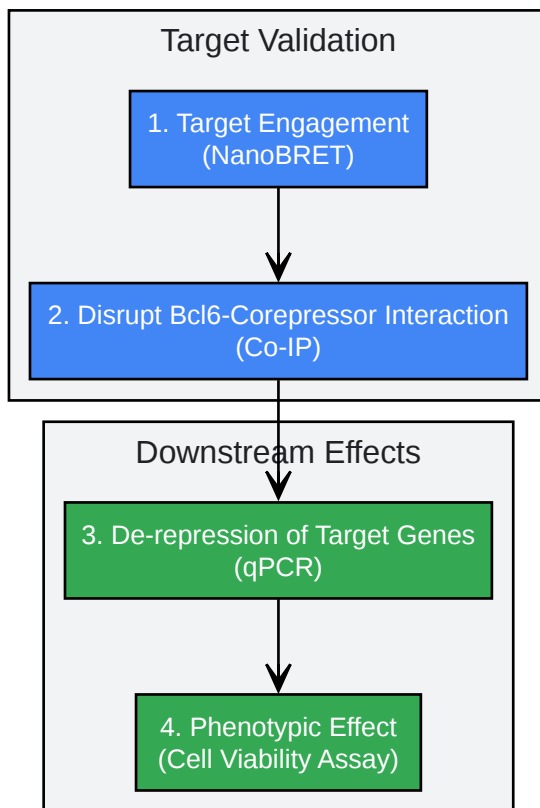 Target Validation
1. Target Engagement
(NanoBRET)
2. Disrupt Bcl6-Corepressor Interaction
(Co-IP)
Downstream Effects
3. De-repression of Target Genes
(qPCR)
4. Phenotypic Effect
(Cell Viability Assay)